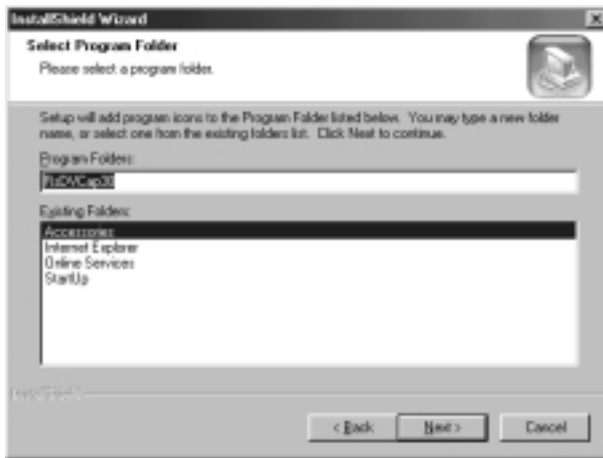 InstallShield Wizard
Select Program Folder
Please select a program folder.
Setup will add program icons to the Program Folder listed below. You may type a new folder
name, or select one from the existing folders list. Click Next to continue.
Program Folders:
Existing Folders:
Accessories
Internet Explorer
Online Services
StartUp
InstallShield
< Back
Next >
Cancel